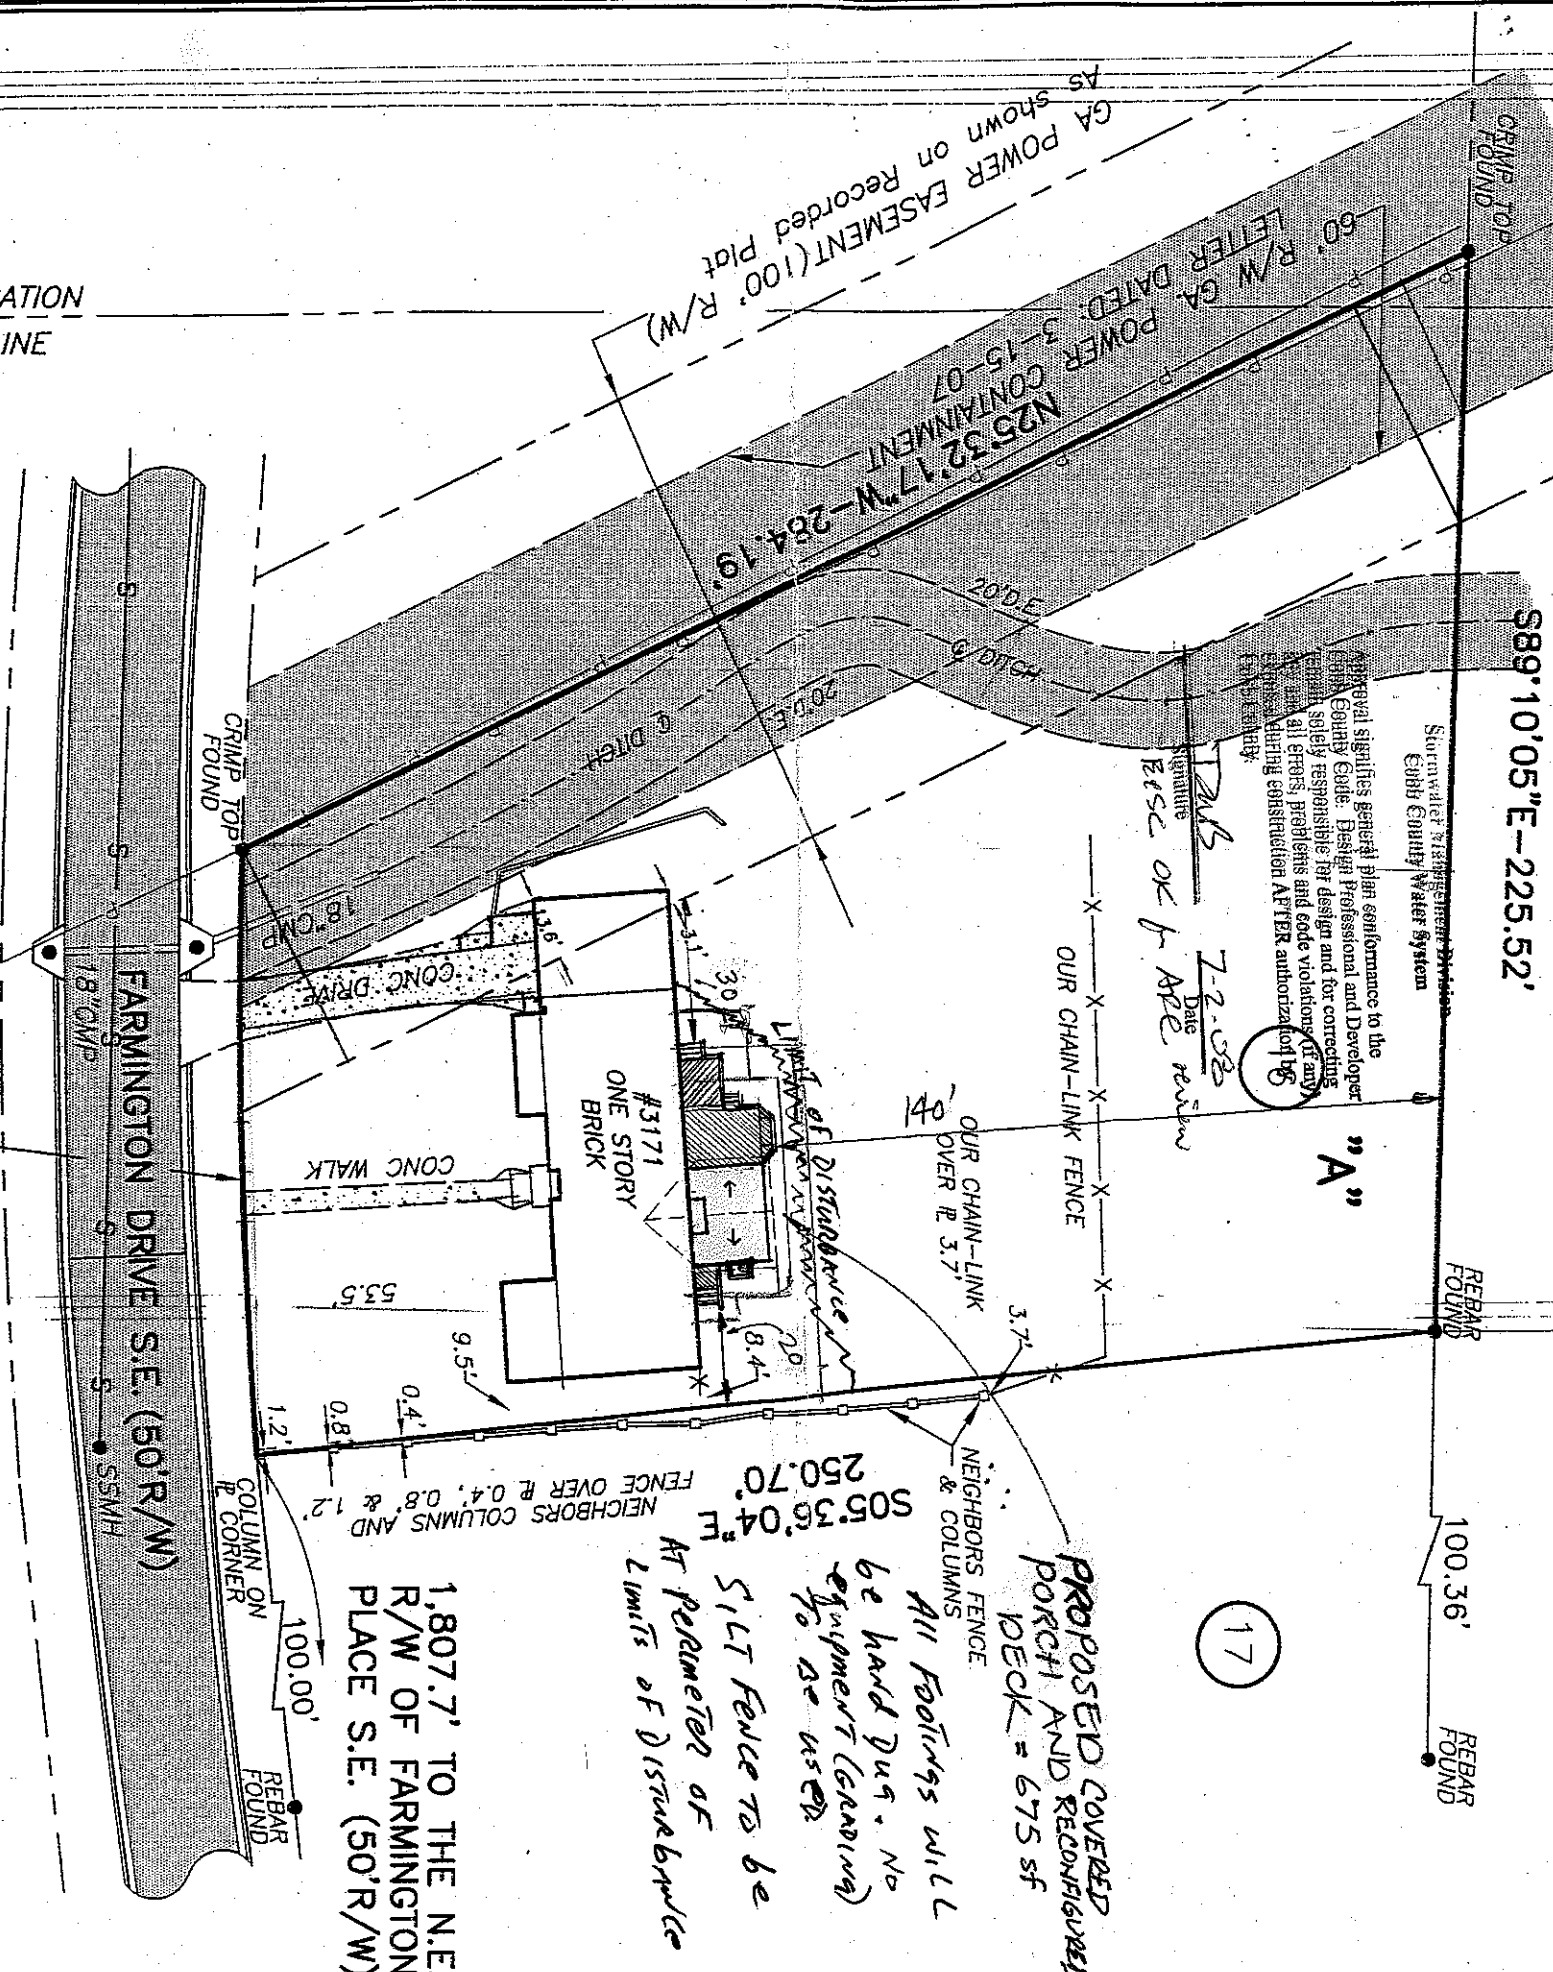 CRIMP TOP
FOUND
S89°10'05"E-225.52'
GA POWER EASEMENT(100' R/W)
As shown on Recorded Plat
60' R/W GA. POWER CONTAINMENT
LETTER DATED: 3-15-07
N25°32'17"W-284.19'
20'D.E
₵ DITCH
20'D.E.
₵ DITCH
Stormwater Management Division
Cobb County Water System
Approval signifies general plan conformance to the
Cobb County Code. Design Professional and Developer
remain solely responsible for design and for correcting
any and all errors, problems and code violations (if any)
during construction AFTER authorization by
Cobb County.
DWB
7-2-08
Signature
Date
E&SC OK for ARC review
16
"A"
REBAR
FOUND
100.36'
REBAR
FOUND
17
OUR CHAIN-LINK FENCE
OUR CHAIN-LINK
OVER ⅊ 3.7'
140'
3.7'
LIMIT OF DISTURBANCE
30
3.1'
3.6'
20
8.4'
9.5'
#3171
ONE STORY
BRICK
CONC DRIVE
CONC WALK
53.5'
18"CMP
CRIMP TOP
FOUND
ATION
INE
NEIGHBORS FENCE
& COLUMNS
S05°36'04"E
250.70'
NEIGHBORS COLUMNS AND
FENCE OVER ⅊ 0.4', 0.8' & 1.2'
0.4'
0.8'
1.2'
COLUMN ON
⅊ CORNER
100.00'
REBAR
FOUND
PROPOSED COVERED
PORCH AND RECONFIGURED
DECK = 675 sf
All Footings will
be hand Dug. No
equipment (GRADING)
To be used
SILT Fence to be
AT Perimeter of
Limits of Disturbance
1,807.7' TO THE N.E
R/W OF FARMINGTON
PLACE S.E. (50'R/W)
FARMINGTON DRIVE S.E. (50'R/W)
18"CMP
S
S
P
S
S
S
SSMH